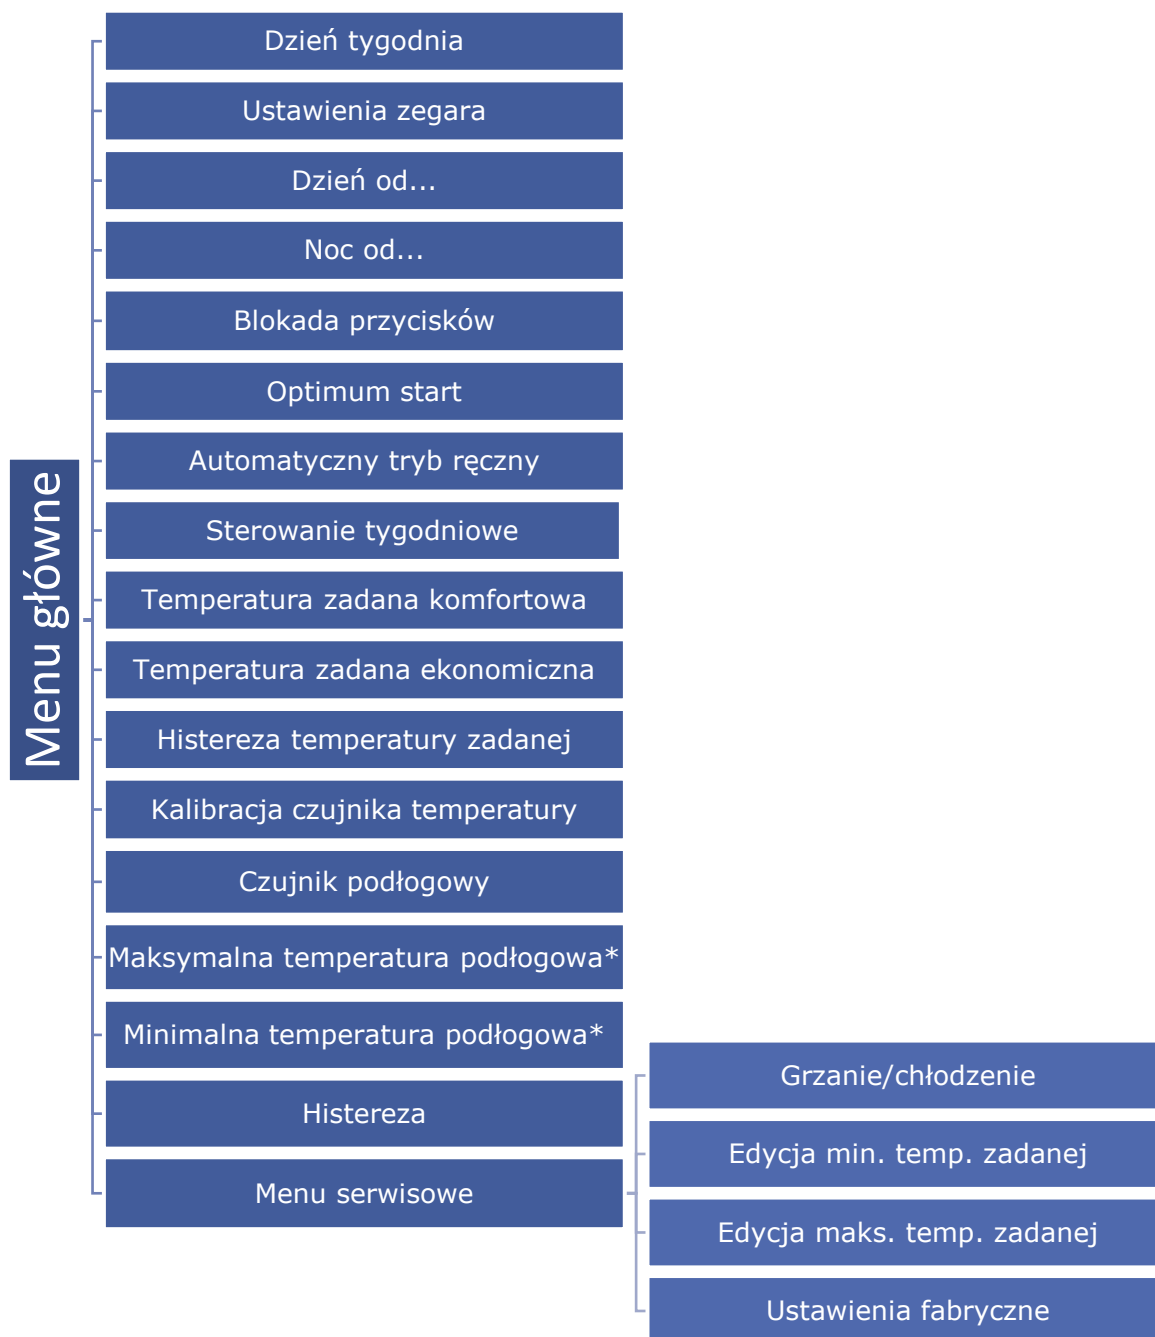 Menu główne
Dzień tygodnia
Ustawienia zegara
Dzień od...
Noc od...
Blokada przycisków
Optimum start
Automatyczny tryb ręczny
Sterowanie tygodniowe
Temperatura zadana komfortowa
Temperatura zadana ekonomiczna
Histereza temperatury zadanej
Kalibracja czujnika temperatury
Czujnik podłogowy
Maksymalna temperatura podłogowa*
Minimalna temperatura podłogowa*
Histereza
Menu serwisowe
Grzanie/chłodzenie
Edycja min. temp. zadanej
Edycja maks. temp. zadanej
Ustawienia fabryczne